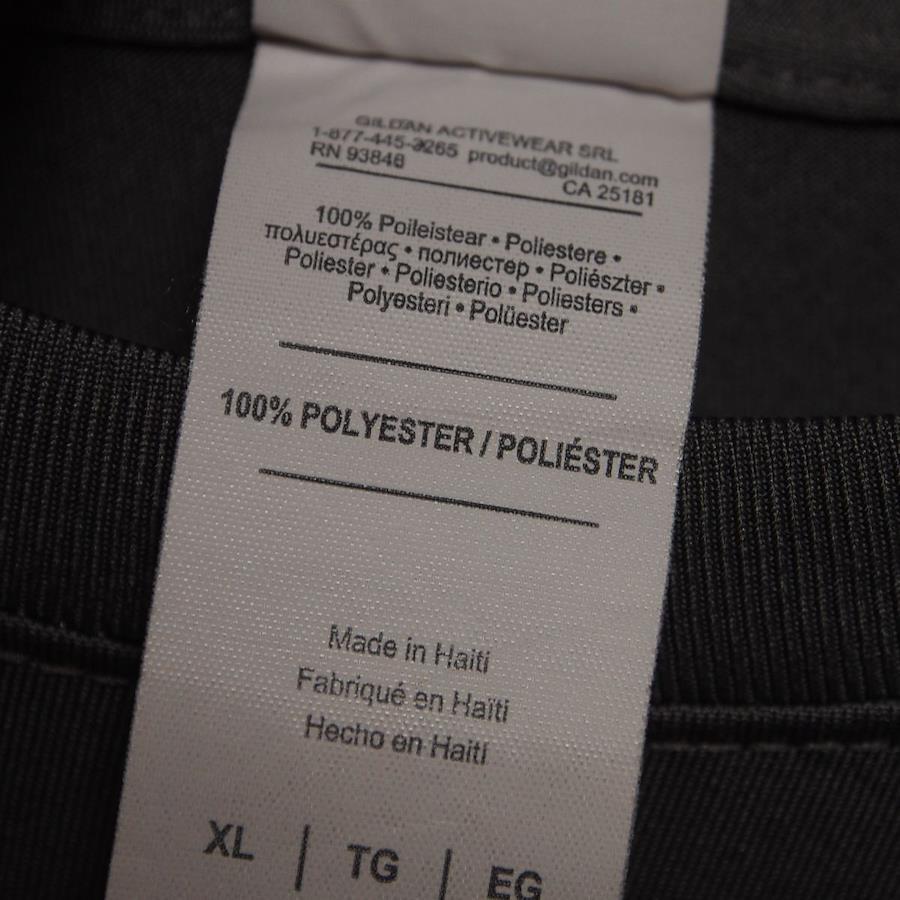 GILDAN ACTIVEWEAR SRL
1-877-445-3265 product@gildan.com
RN 93846 CA 25181
100% Poileistear • Poliestere •
πολυεστέρας • полиестер • Poliészter •
Poliester • Poliesterio • Poliesters •
Polyesteri • Polüester
100% POLYESTER / POLIÉSTER
Made in Haiti
Fabriqué en Haïti
Hecho en Haiti
XL | TG | EG